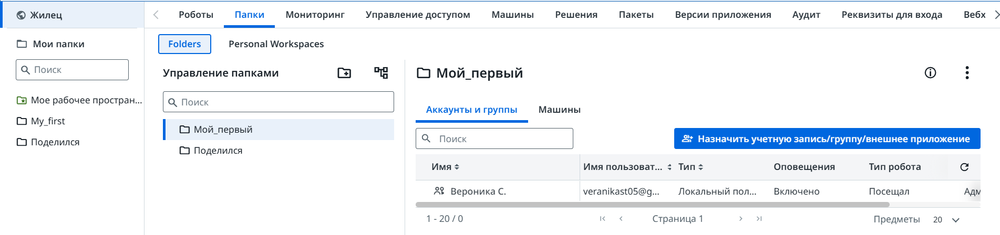 Жилец
Роботы Папки Мониторинг Управление доступом Машины Решения Пакеты Версии приложения Аудит Реквизиты для входа Вебх
Мои папки
Поиск
Мое рабочее простран...
My_first
Поделился
Folders Personal Workspaces
Управление папками
Поиск
Мой_первый
Поделился
Мой_первый
Аккаунты и группы Машины
Поиск
Назначить учетную запись/группу/внешнее приложение
Имя Имя пользоват... Тип Оповещения Тип робота
Вероника С. veranikast05@g... Локальный пол... Включено Посещал Адм
1 - 20 / 0 Страница 1 Предметы 20